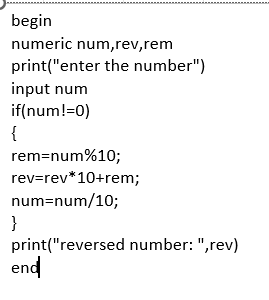 begin
numeric num,rev,rem
print("enter the number")
input num
if(num!=0)
{
rem=num%10;
rev=rev*10+rem;
num=num/10;
}
print("reversed number: ",rev)
end